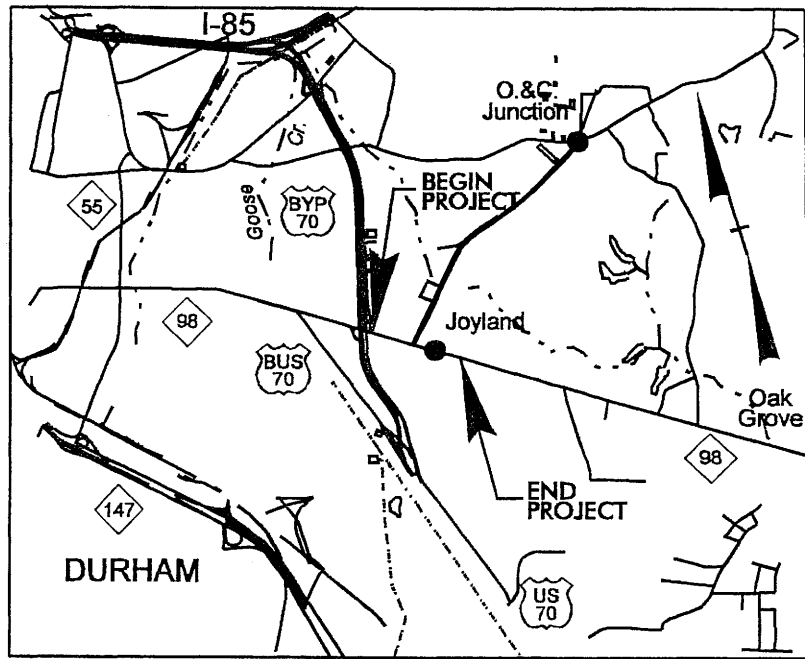 I-85
O.&C.
Junction
Cr.
Goose
BYP
70
BEGIN
PROJECT
55
98
Joyland
BUS
70
Oak
Grove
98
147
END
PROJECT
DURHAM
US
70